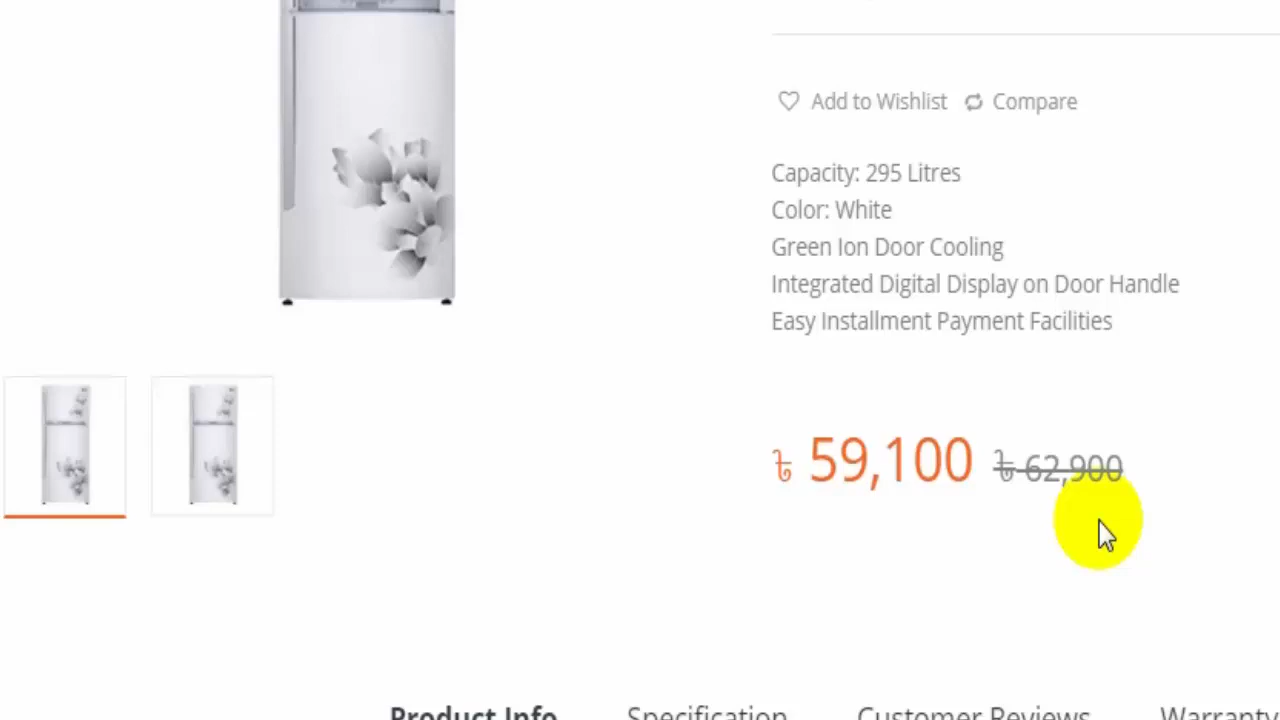 Add to Wishlist Compare
Capacity: 295 Litres
Color: White
Green Ion Door Cooling
Integrated Digital Display on Door Handle
Easy Installment Payment Facilities
৳ 59,100 ৳ 62,900
Product Info Specification Customer Reviews Warranty